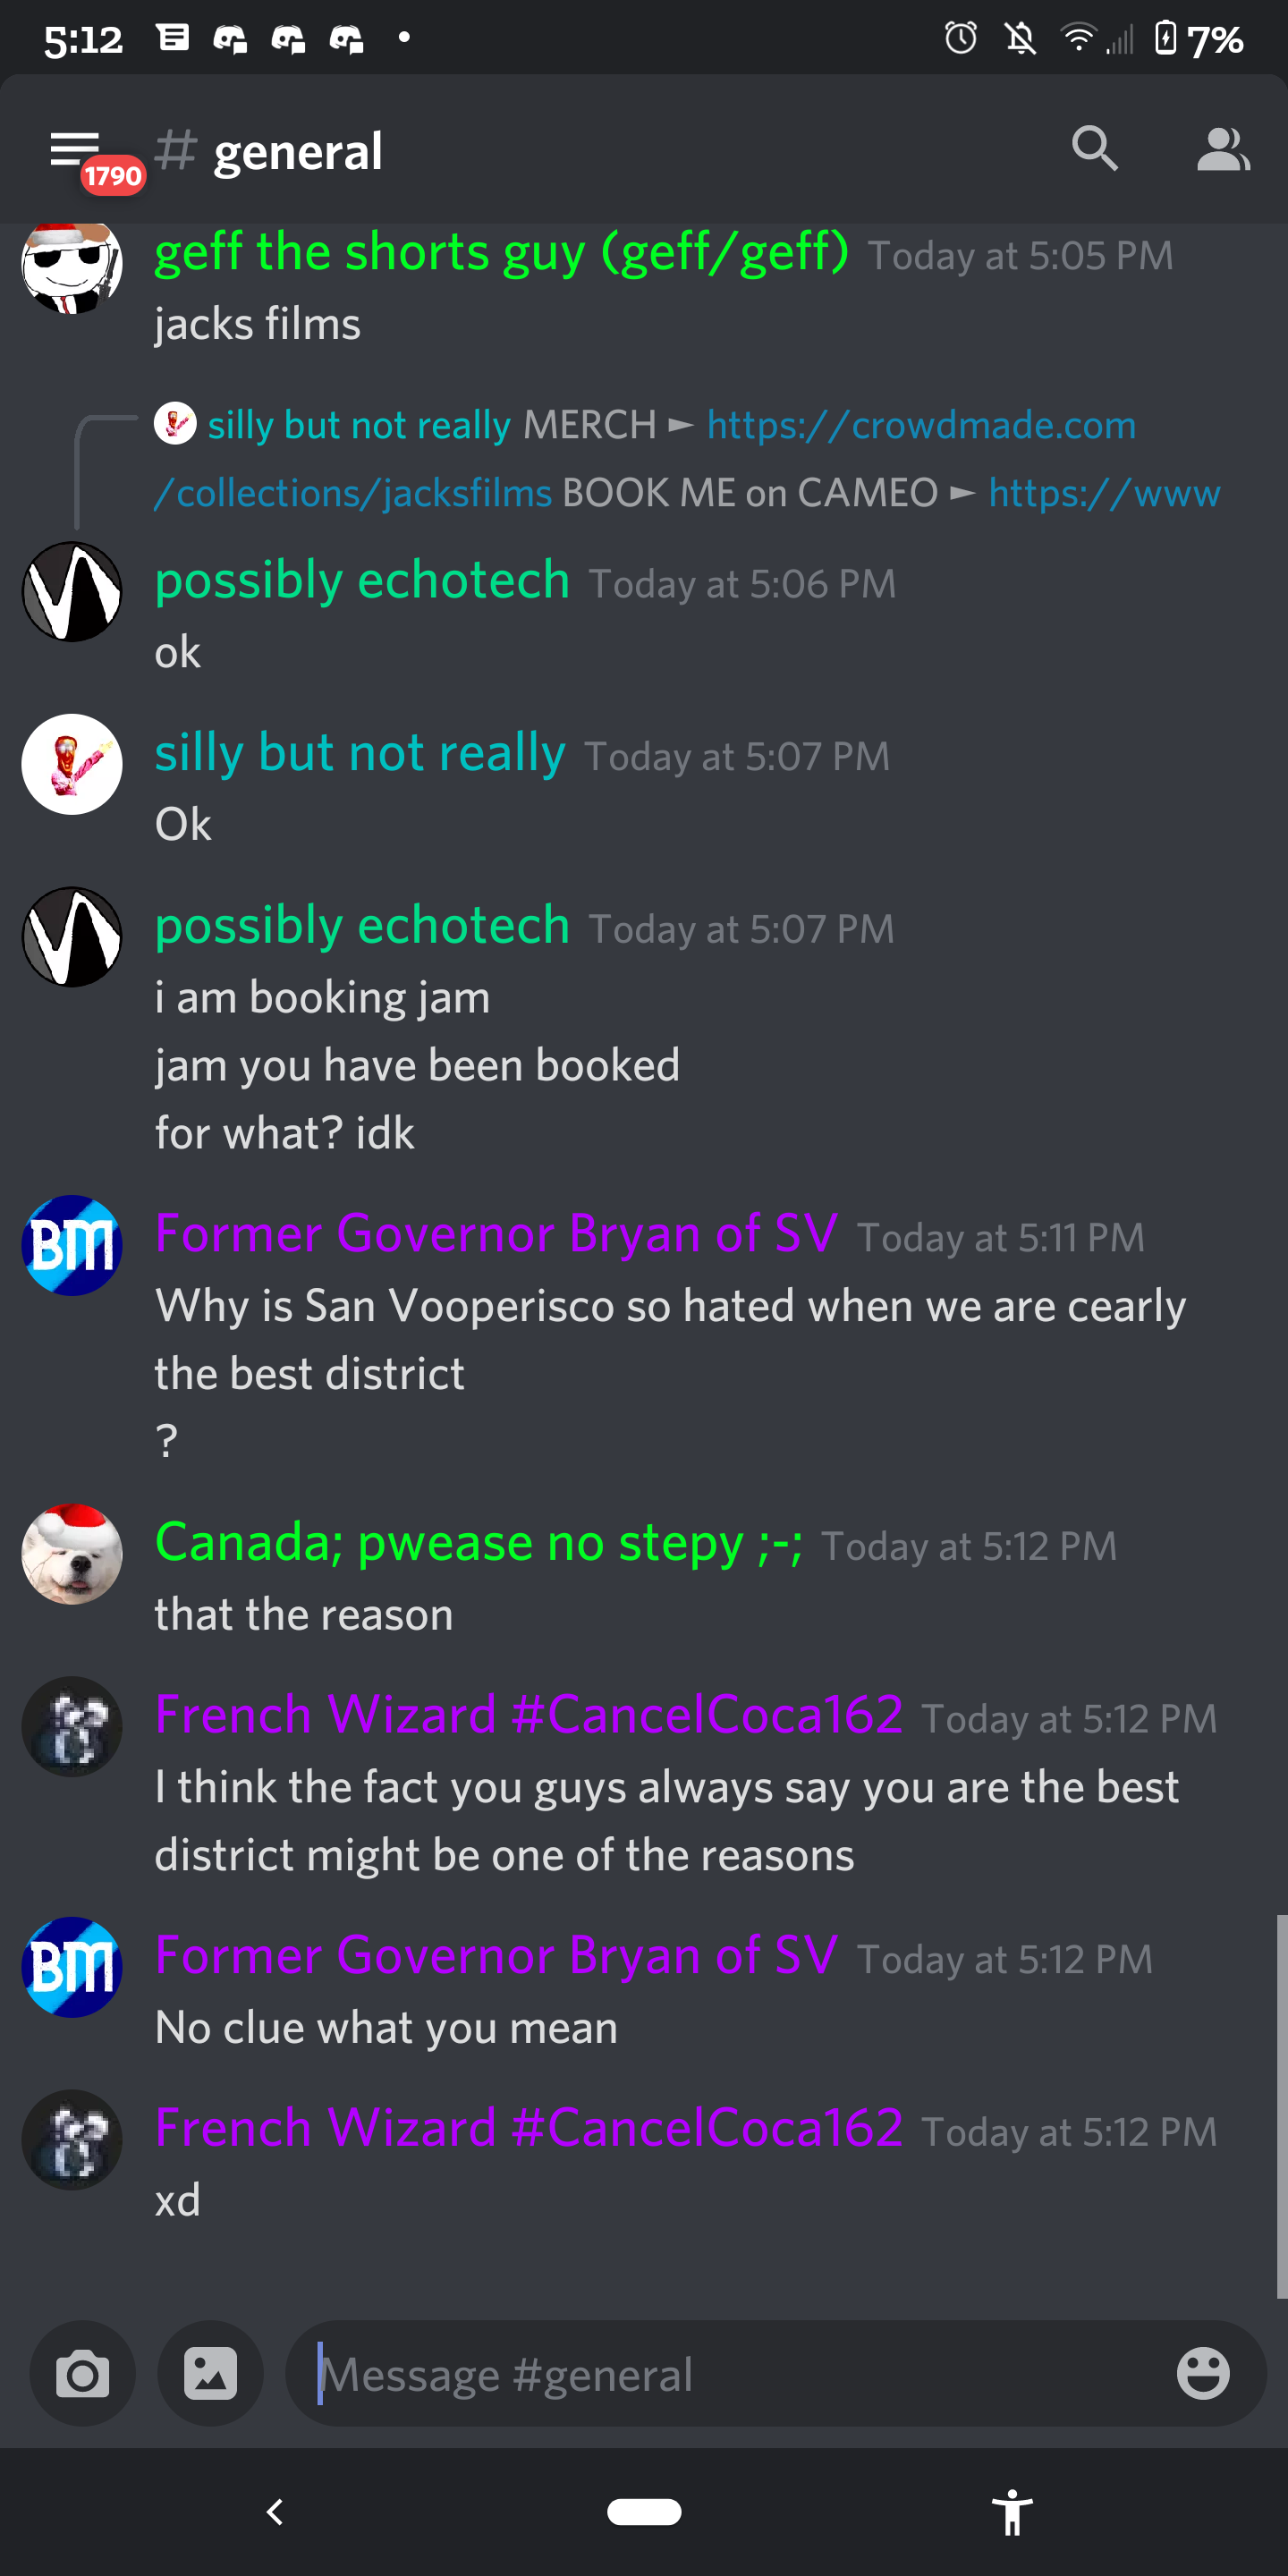 5:12
7%
1790
# general
geff the shorts guy (geff/geff) Today at 5:05 PM
jacks films
silly but not really MERCH ► https://crowdmade.com
/collections/jacksfilms BOOK ME on CAMEO ► https://www
possibly echotech Today at 5:06 PM
ok
silly but not really Today at 5:07 PM
Ok
possibly echotech Today at 5:07 PM
i am booking jam
jam you have been booked
for what? idk
BM
Former Governor Bryan of SV Today at 5:11 PM
Why is San Vooperisco so hated when we are cearly
the best district
?
Canada; pwease no stepy ;-; Today at 5:12 PM
that the reason
French Wizard #CancelCoca162 Today at 5:12 PM
I think the fact you guys always say you are the best
district might be one of the reasons
BM
Former Governor Bryan of SV Today at 5:12 PM
No clue what you mean
French Wizard #CancelCoca162 Today at 5:12 PM
xd
Message #general